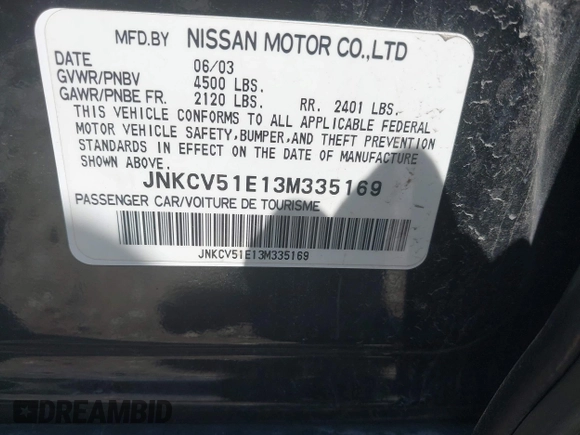 MFD.BY NISSAN MOTOR CO.,LTD
DATE 06/03
GVWR/PNBV 4500 LBS.
GAWR/PNBE FR. 2120 LBS. RR. 2401 LBS.
THIS VEHICLE CONFORMS TO ALL APPLICABLE FEDERAL
MOTOR VEHICLE SAFETY,BUMPER,AND THEFT PREVENTION
STANDARDS IN EFFECT ON THE DATE OF MANUFACTURE
SHOWN ABOVE.
JNKCV51E13M335169
PASSENGER CAR/VOITURE DE TOURISME
JNKCV51E13M335169
DREAMBID